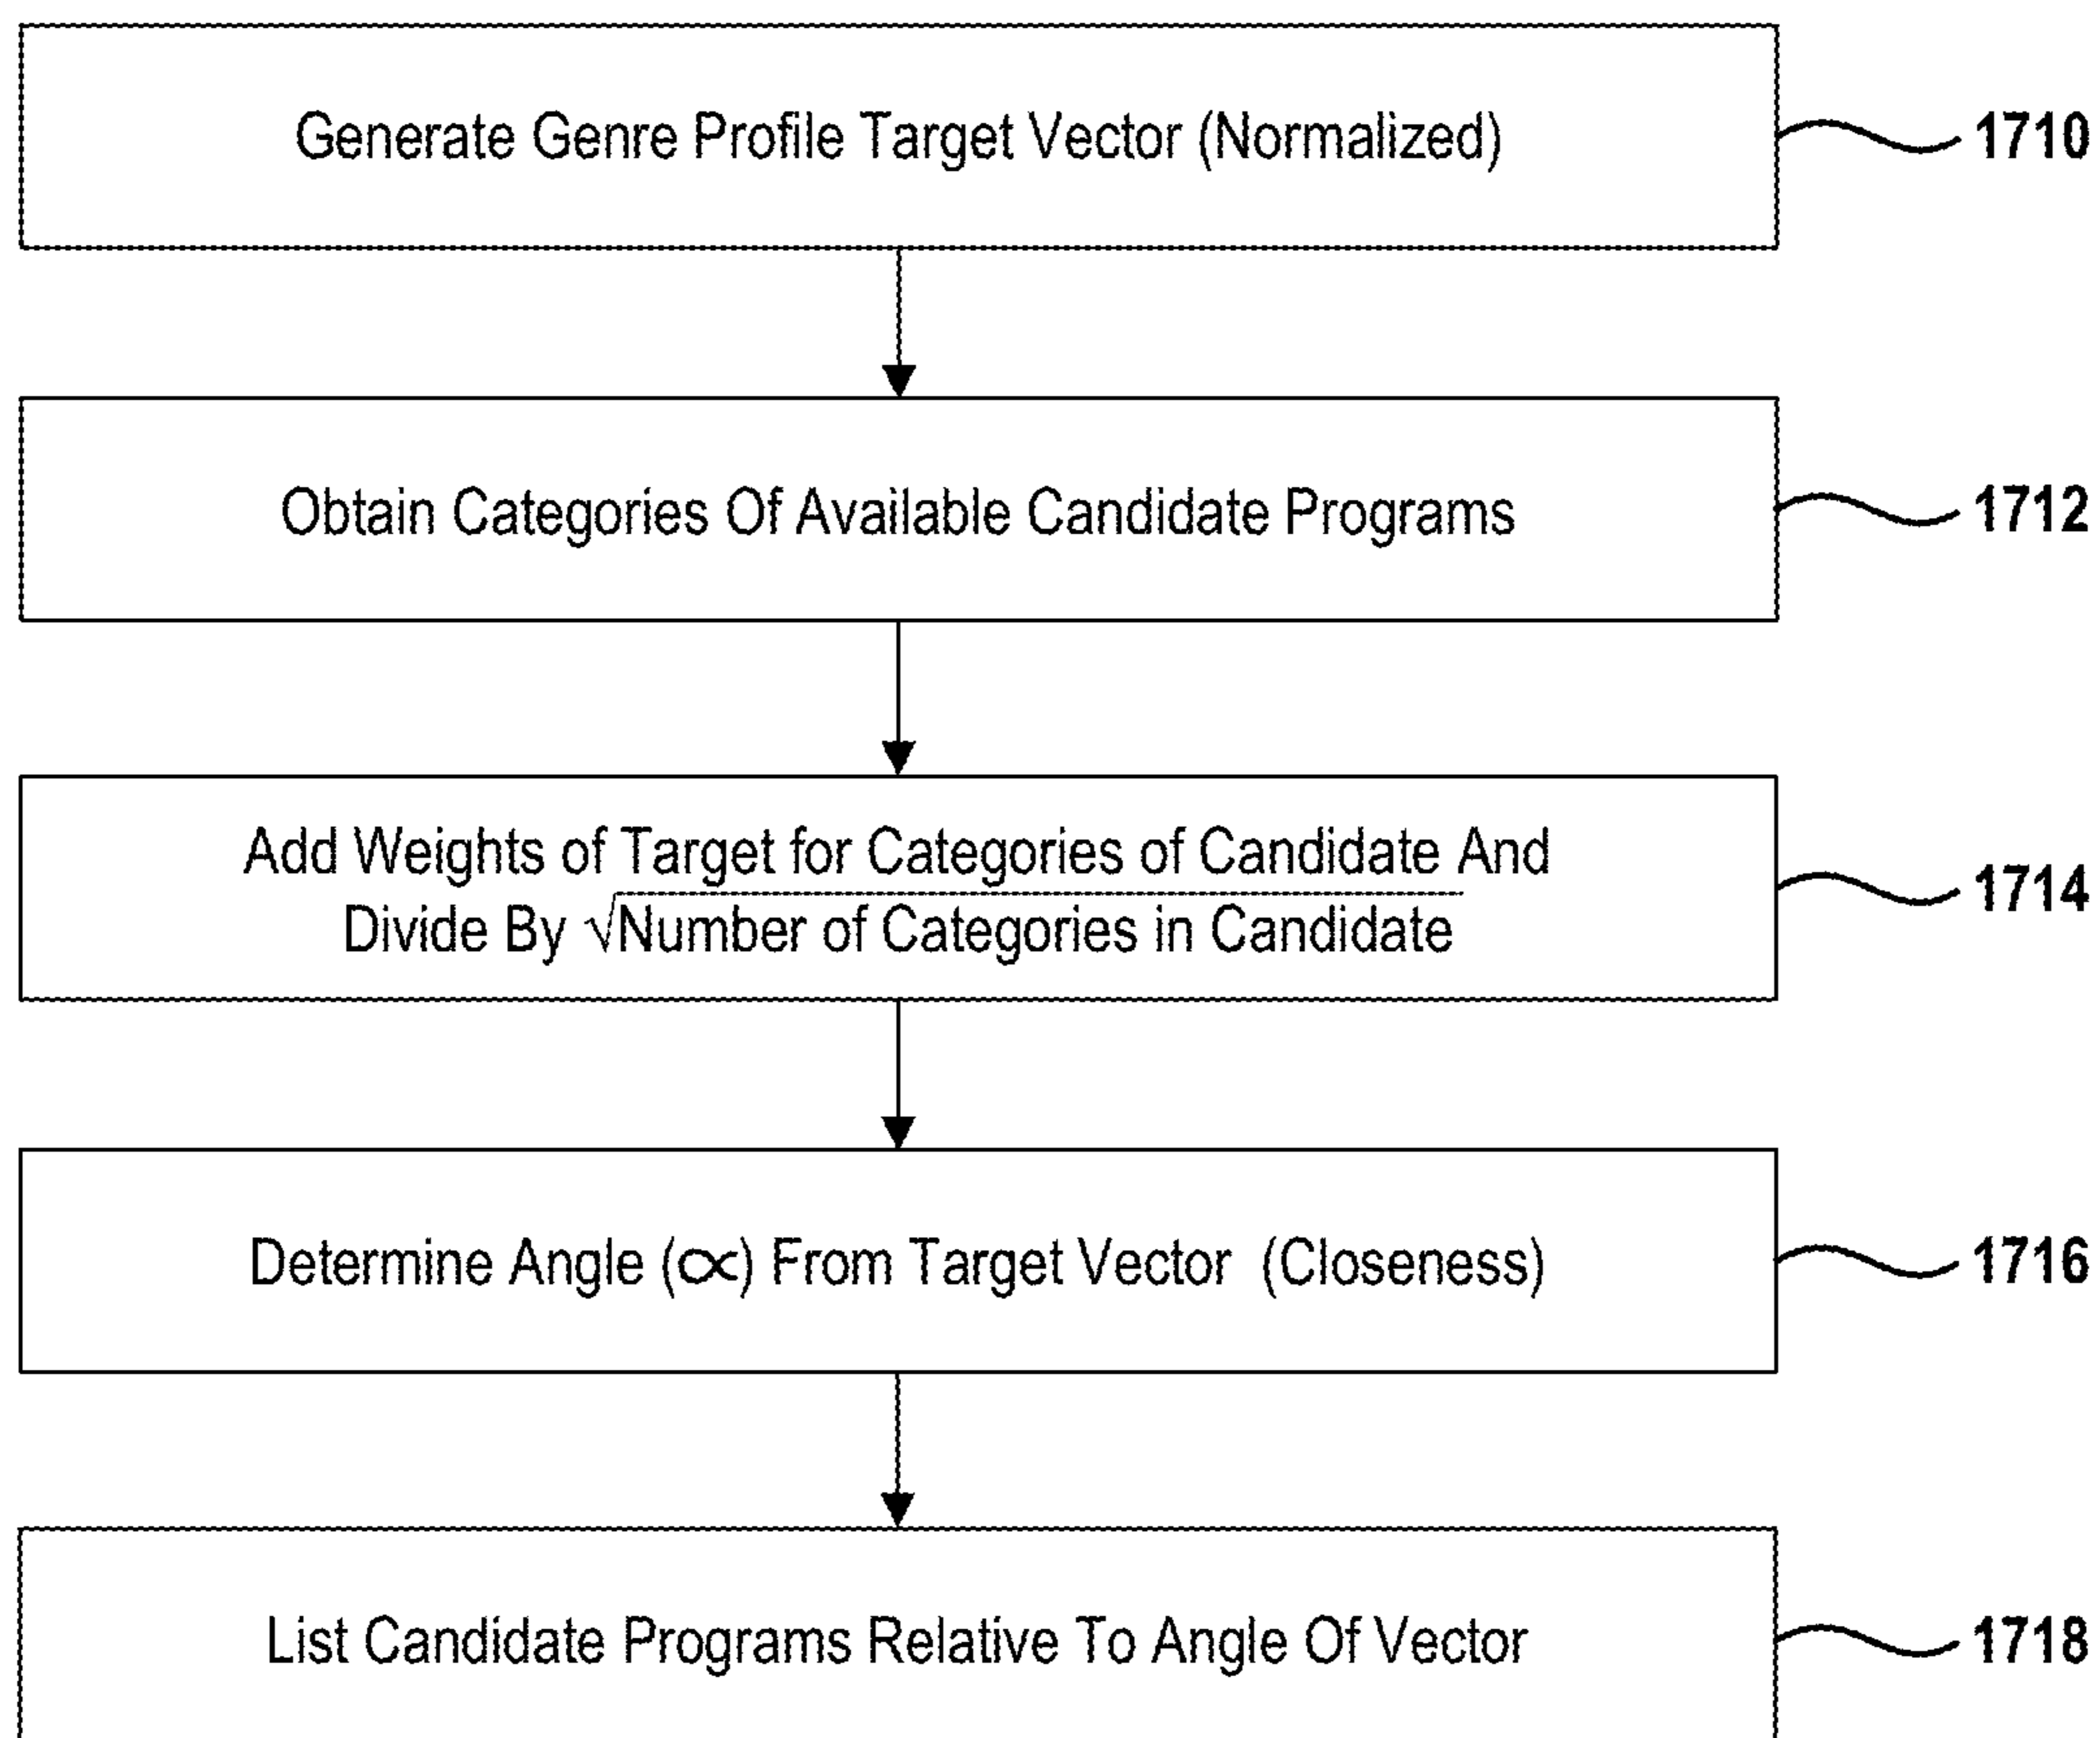 Generate Genre Profile Target Vector (Normalized)
1710
Obtain Categories Of Available Candidate Programs
1712
Add Weights of Target for Categories of Candidate And
Divide By √Number of Categories in Candidate
1714
Determine Angle (∝) From Target Vector (Closeness)
1716
List Candidate Programs Relative To Angle Of Vector
1718